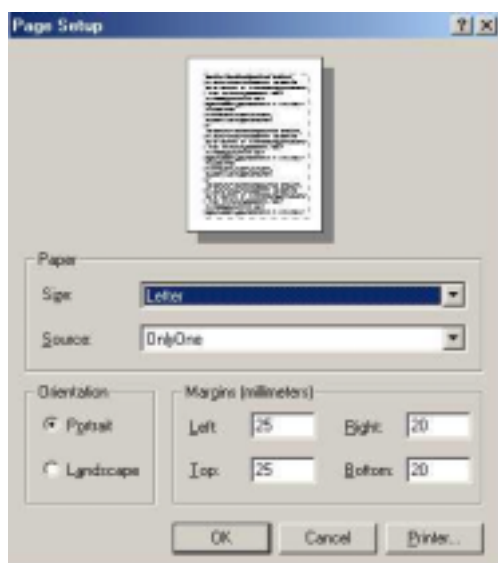 Page Setup
Paper
Size: Letter
Source: OnlyOne
Orientation
Portrait
Landscape
Margins (millimeters)
Left: 25 Right: 20
Top: 25 Bottom: 20
OK Cancel Printer...